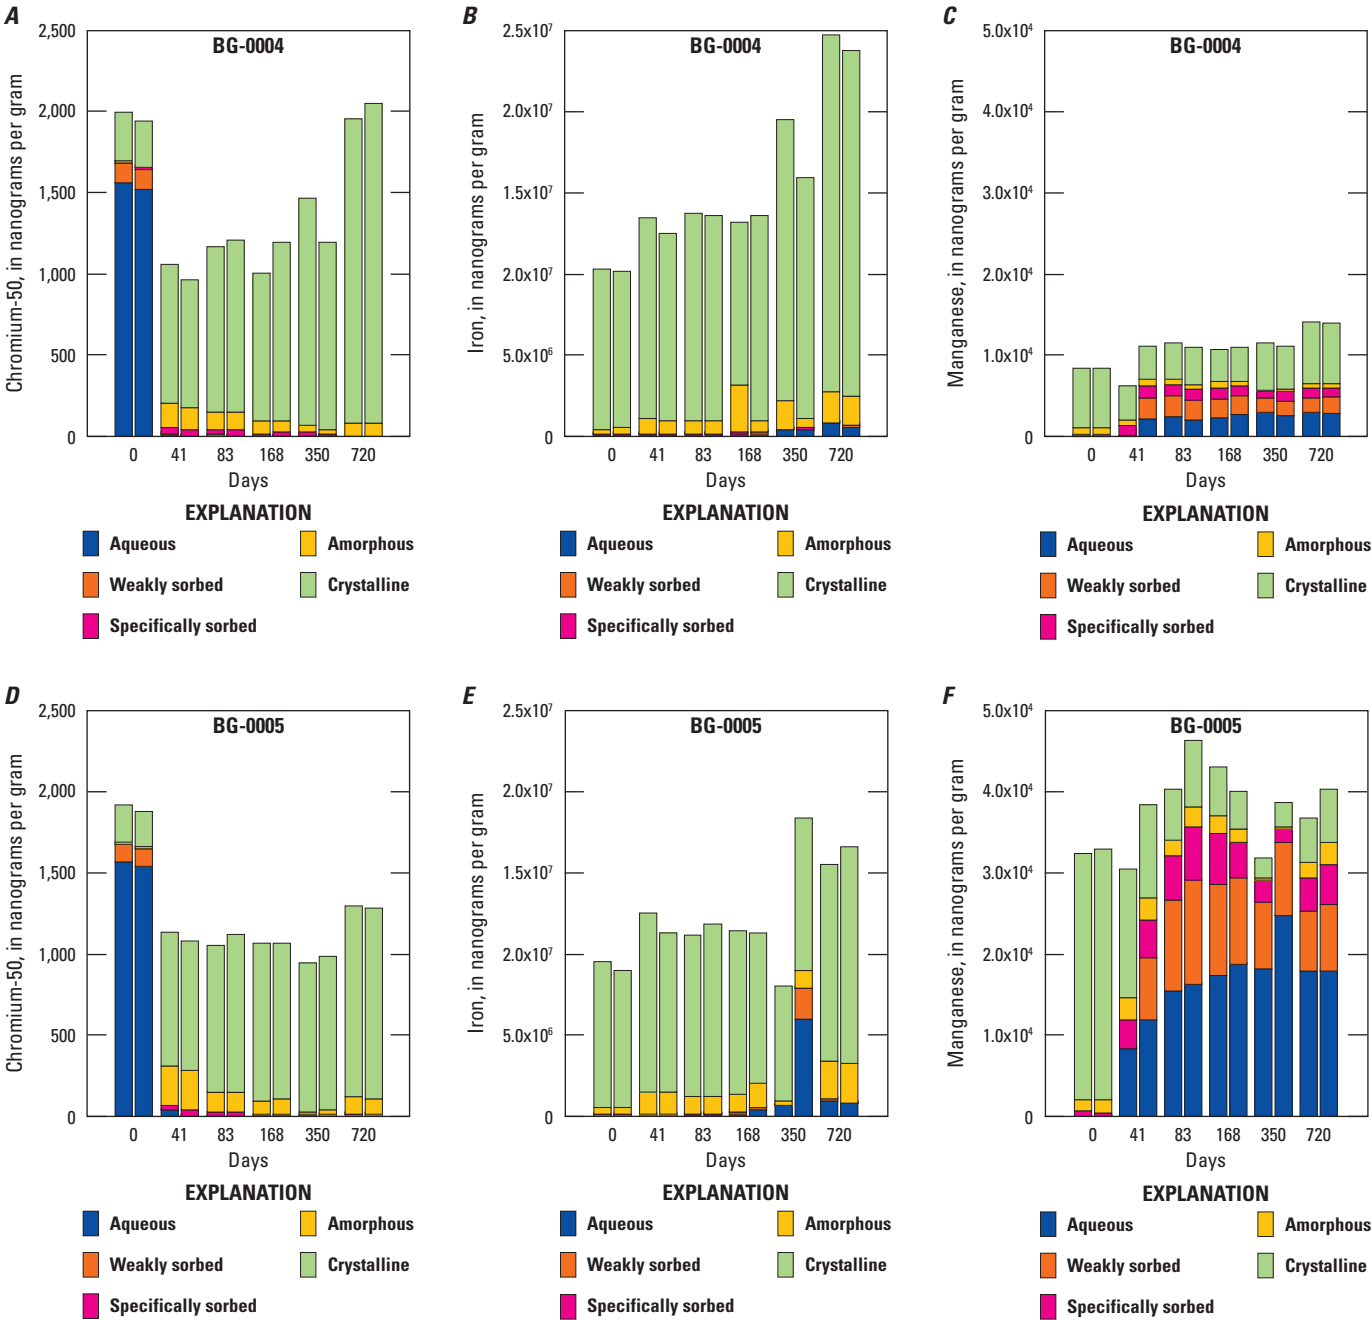 A
BG-0004
Chromium-50, in nanograms per gram
2,500
2,000
1,500
1,000
500
0
0 41 83 168 350 720
Days
EXPLANATION
Aqueous
Amorphous
Weakly sorbed
Crystalline
Specifically sorbed
B
BG-0004
Iron, in nanograms per gram
2.5x10⁷
2.0x10⁷
1.5x10⁷
2.0x10⁷
5.0x10⁶
0
0 41 83 168 350 720
Days
EXPLANATION
Aqueous
Amorphous
Weakly sorbed
Crystalline
Specifically sorbed
C
BG-0004
Manganese, in nanograms per gram
5.0x10⁴
4.0x10⁴
3.0x10⁴
2.0x10⁴
1.0x10⁴
0
0 41 83 168 350 720
Days
EXPLANATION
Aqueous
Amorphous
Weakly sorbed
Crystalline
Specifically sorbed
D
BG-0005
Chromium-50, in nanograms per gram
2,500
2,000
1,500
1,000
500
0
0 41 83 168 350 720
Days
EXPLANATION
Aqueous
Amorphous
Weakly sorbed
Crystalline
Specifically sorbed
E
BG-0005
Iron, in nanograms per gram
2.5x10⁷
2.0x10⁷
1.5x10⁷
2.0x10⁷
5.0x10⁶
0
0 41 83 168 350 720
Days
EXPLANATION
Aqueous
Amorphous
Weakly sorbed
Crystalline
Specifically sorbed
F
BG-0005
Manganese, in nanograms per gram
5.0x10⁴
4.0x10⁴
3.0x10⁴
2.0x10⁴
1.0x10⁴
0
0 41 83 168 350 720
Days
EXPLANATION
Aqueous
Amorphous
Weakly sorbed
Crystalline
Specifically sorbed